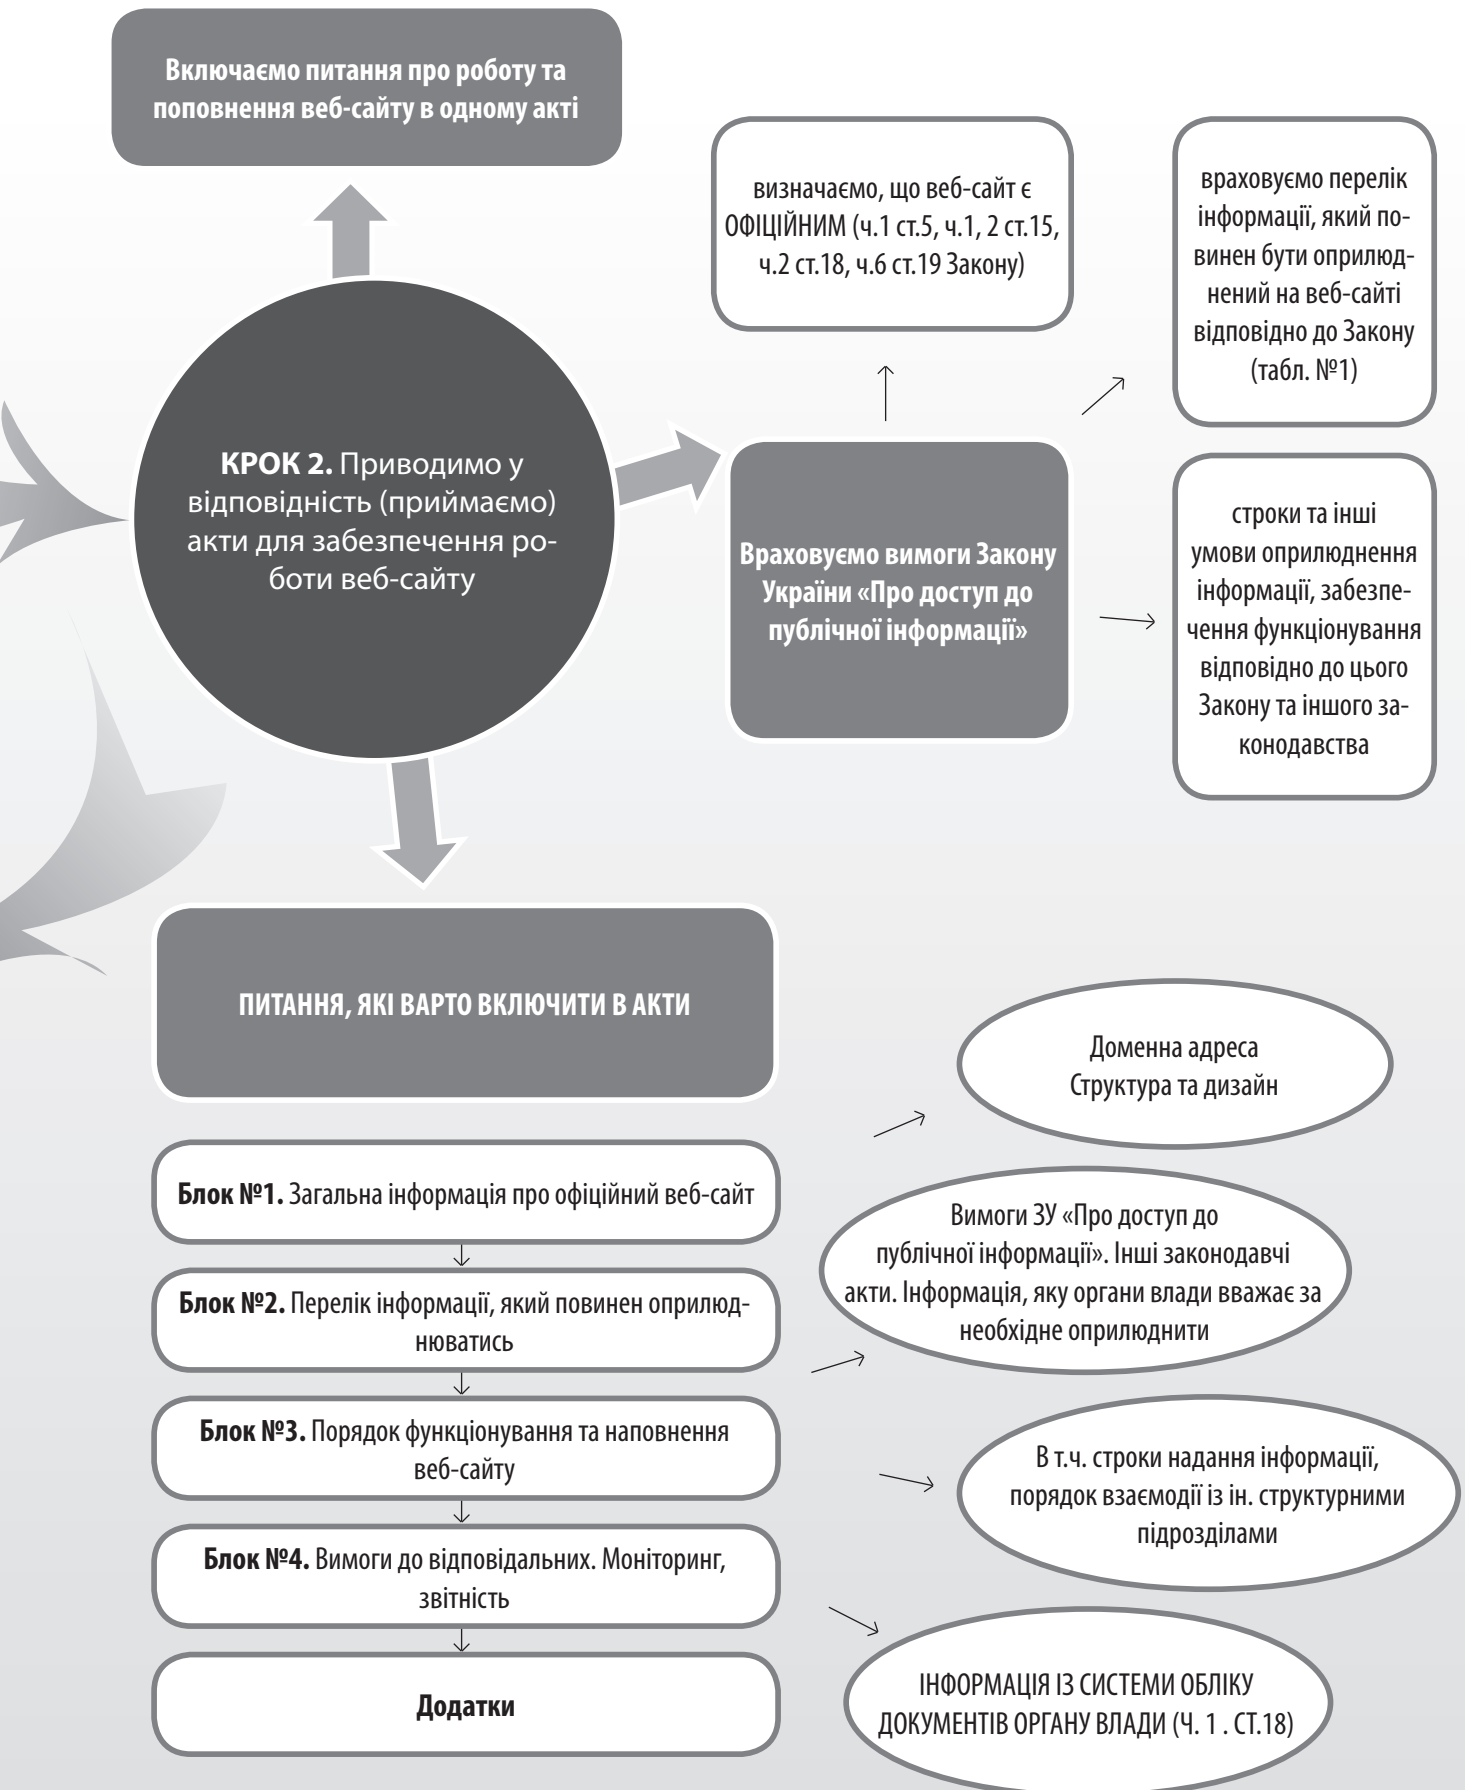 Включаємо питання про роботу та
поповнення веб-сайту в одному акті
визначаємо, що веб-сайт є
ОФІЦІЙНИМ (ч.1 ст.5, ч.1, 2 ст.15,
ч.2 ст.18, ч.6 ст.19 Закону)
враховуємо перелік
інформації, який по-
винен бути оприлюд-
нений на веб-сайті
відповідно до Закону
(табл. №1)
КРОК 2. Приводимо у
відповідність (приймаємо)
акти для забезпечення ро-
боти веб-сайту
Враховуємо вимоги Закону
України «Про доступ до
публічної інформації»
строки та інші
умови оприлюднення
інформації, забезпе-
чення функціонування
відповідно до цього
Закону та іншого за-
конодавства
ПИТАННЯ, ЯКІ ВАРТО ВКЛЮЧИТИ В АКТИ
Доменна адреса
Структура та дизайн
Блок №1. Загальна інформація про офіційний веб-сайт
Вимоги ЗУ «Про доступ до
публічної інформації». Інші законодавчі
акти. Інформація, яку органи влади вважає за
необхідне оприлюднити
Блок №2. Перелік інформації, який повинен оприлюд-
нюватись
Блок №3. Порядок функціонування та наповнення
веб-сайту
В т.ч. строки надання інформації,
порядок взаємодії із ін. структурними
підрозділами
Блок №4. Вимоги до відповідальних. Моніторинг,
звітність
ІНФОРМАЦІЯ ІЗ СИСТЕМИ ОБЛІКУ
ДОКУМЕНТІВ ОРГАНУ ВЛАДИ (Ч. 1 . СТ.18)
Додатки